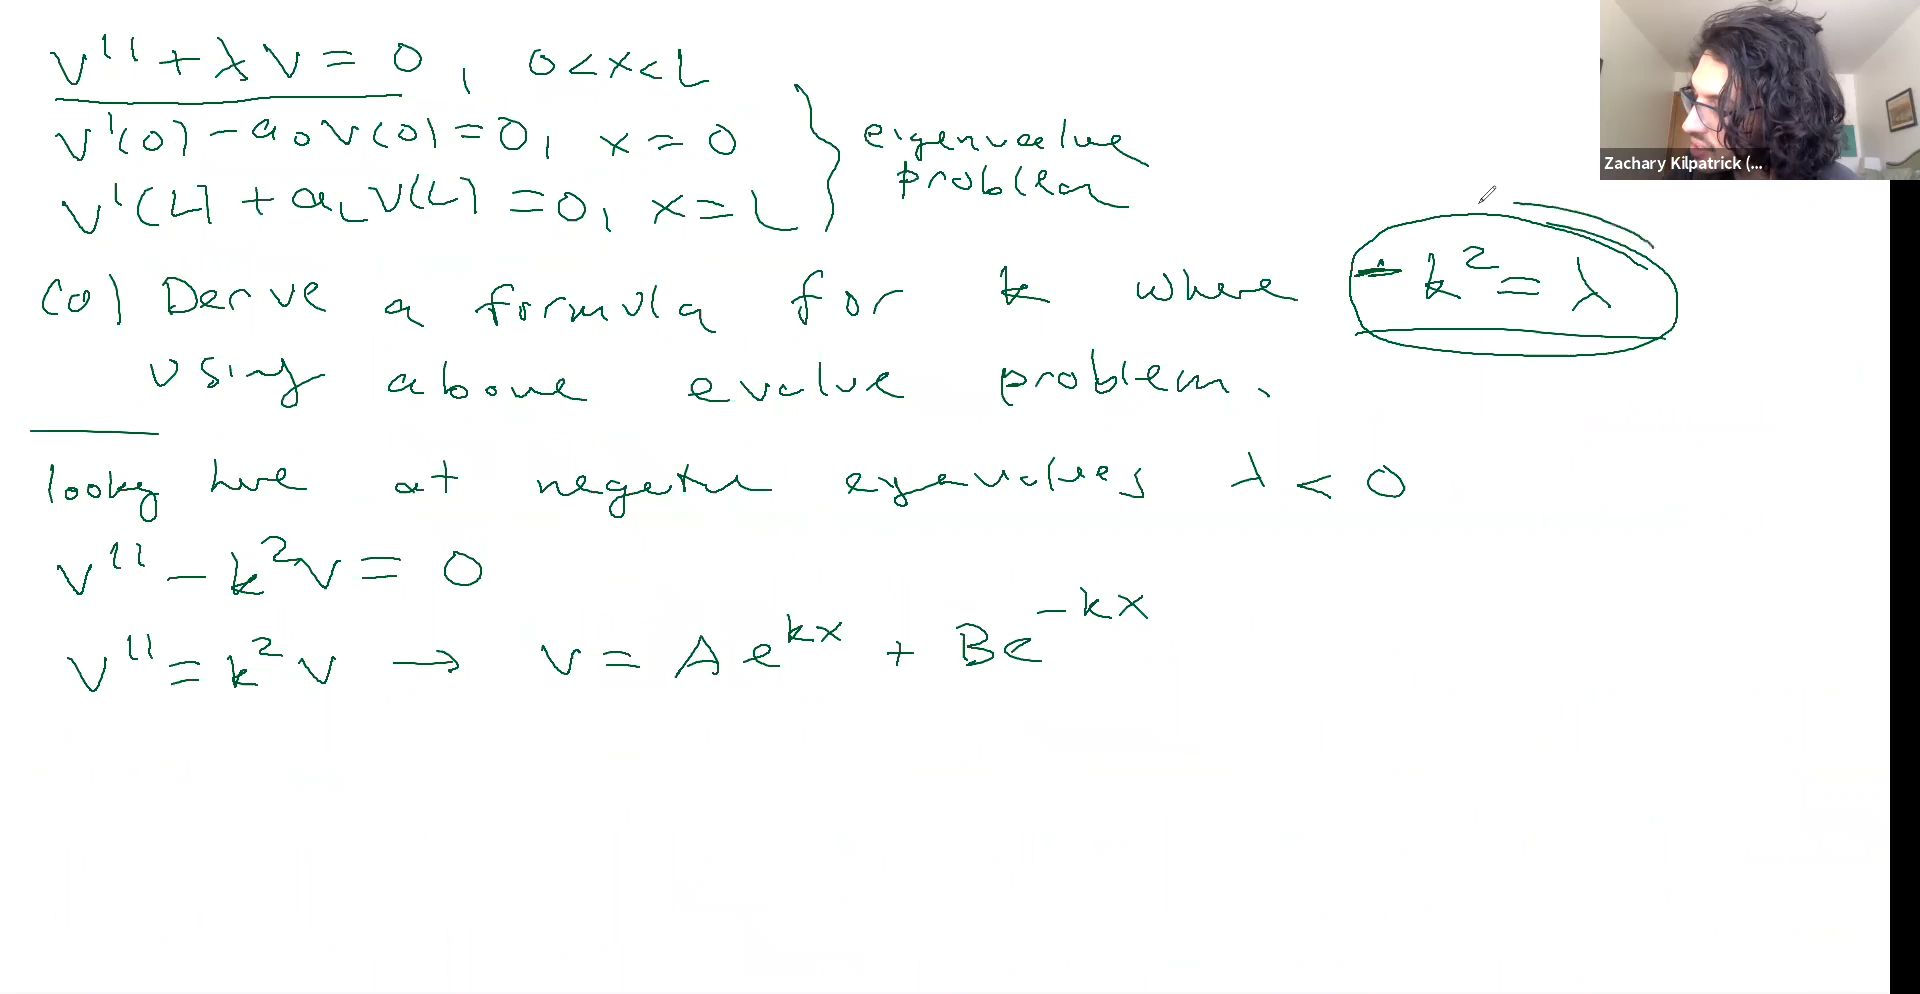 v'' + λv = 0, 0<x<L
v'(0) - a₀v(0) = 0, x = 0
v'(L) + a_L v(L) = 0, x = L
eigenvalue
problem
(a) Derive a formula for k where -k² = λ
using above evalue problem.
looking here at negative eigenvalues λ < 0
v'' - k²v = 0
v'' = k²v → v = Ae^{kx} + Be^{-kx}
Zachary Kilpatrick (...